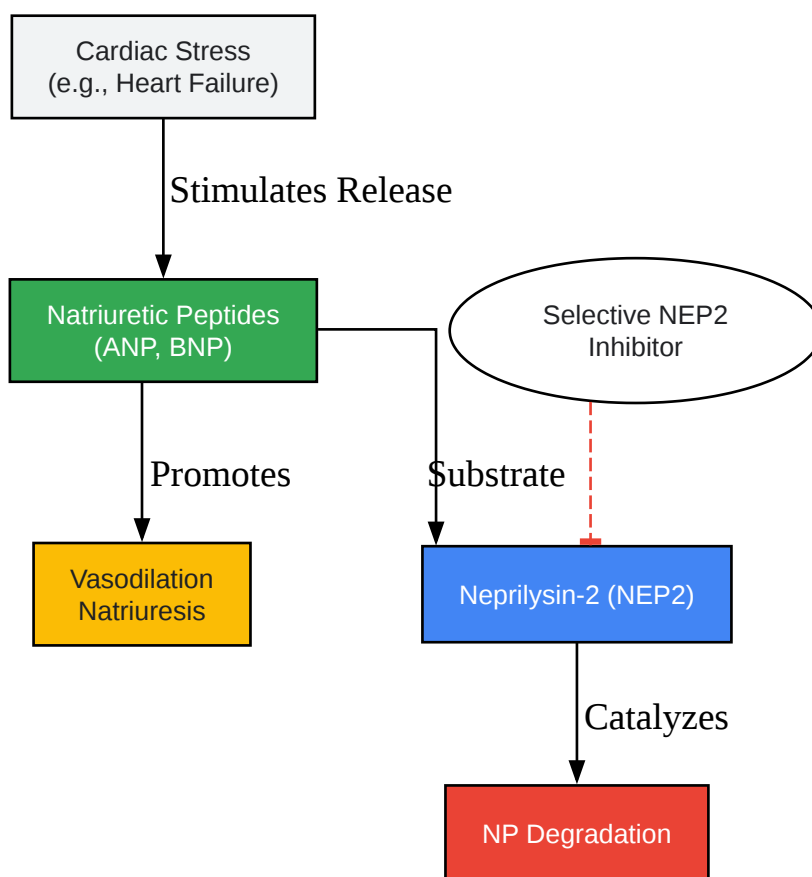 Cardiac Stress
(e.g., Heart Failure)
Stimulates Release
Natriuretic Peptides
(ANP, BNP)
Selective NEP2
Inhibitor
Promotes
Substrate
Vasodilation
Natriuresis
Neprilysin-2 (NEP2)
Catalyzes
NP Degradation